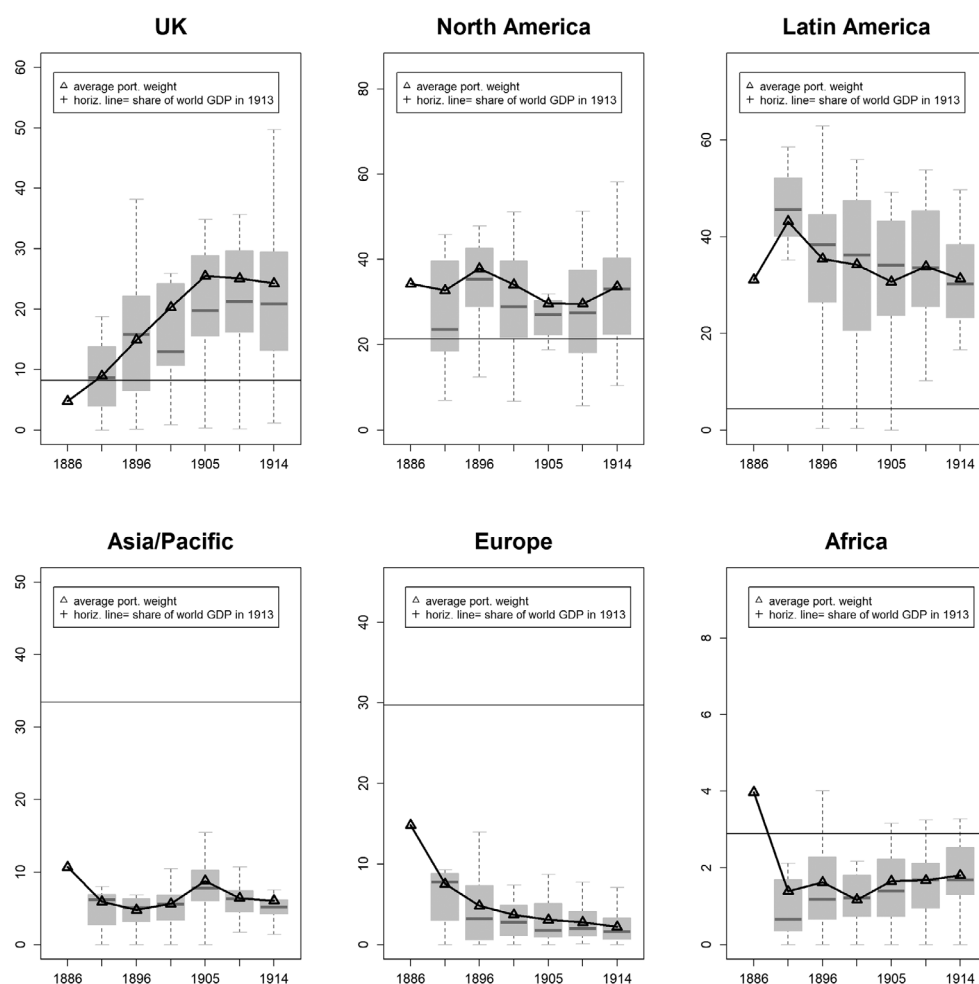 UK
△ average port. weight
+ horiz. line= share of world GDP in 1913
60
50
40
30
20
10
0
1886 1896 1905 1914
North America
△ average port. weight
+ horiz. line= share of world GDP in 1913
80
60
40
20
0
1886 1896 1905 1914
Latin America
△ average port. weight
+ horiz. line= share of world GDP in 1913
60
40
20
0
1886 1896 1905 1914
Asia/Pacific
△ average port. weight
+ horiz. line= share of world GDP in 1913
50
40
30
20
10
0
1886 1896 1905 1914
Europe
△ average port. weight
+ horiz. line= share of world GDP in 1913
40
30
20
10
0
1886 1896 1905 1914
Africa
△ average port. weight
+ horiz. line= share of world GDP in 1913
8
6
4
2
0
1886 1896 1905 1914